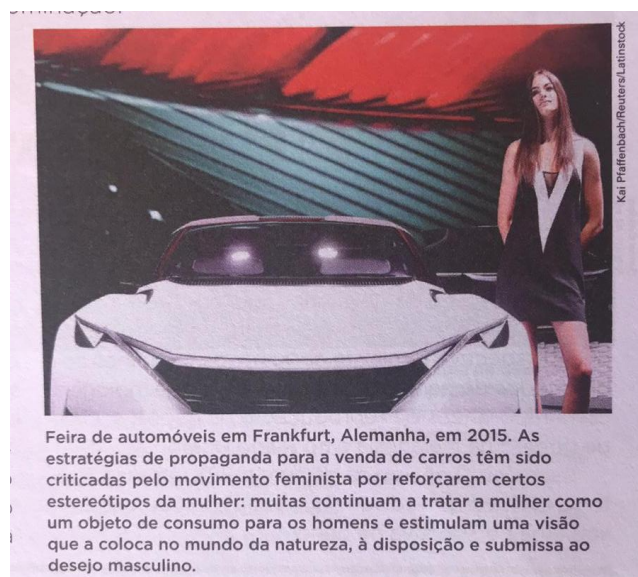 Kai Pfaffenbach/Reuters/Latinstock
Feira de automóveis em Frankfurt, Alemanha, em 2015. As
estratégias de propaganda para a venda de carros têm sido
criticadas pelo movimento feminista por reforçarem certos
estereótipos da mulher: muitas continuam a tratar a mulher como
um objeto de consumo para os homens e estimulam uma visão
que a coloca no mundo da natureza, à disposição e submissa ao
desejo masculino.